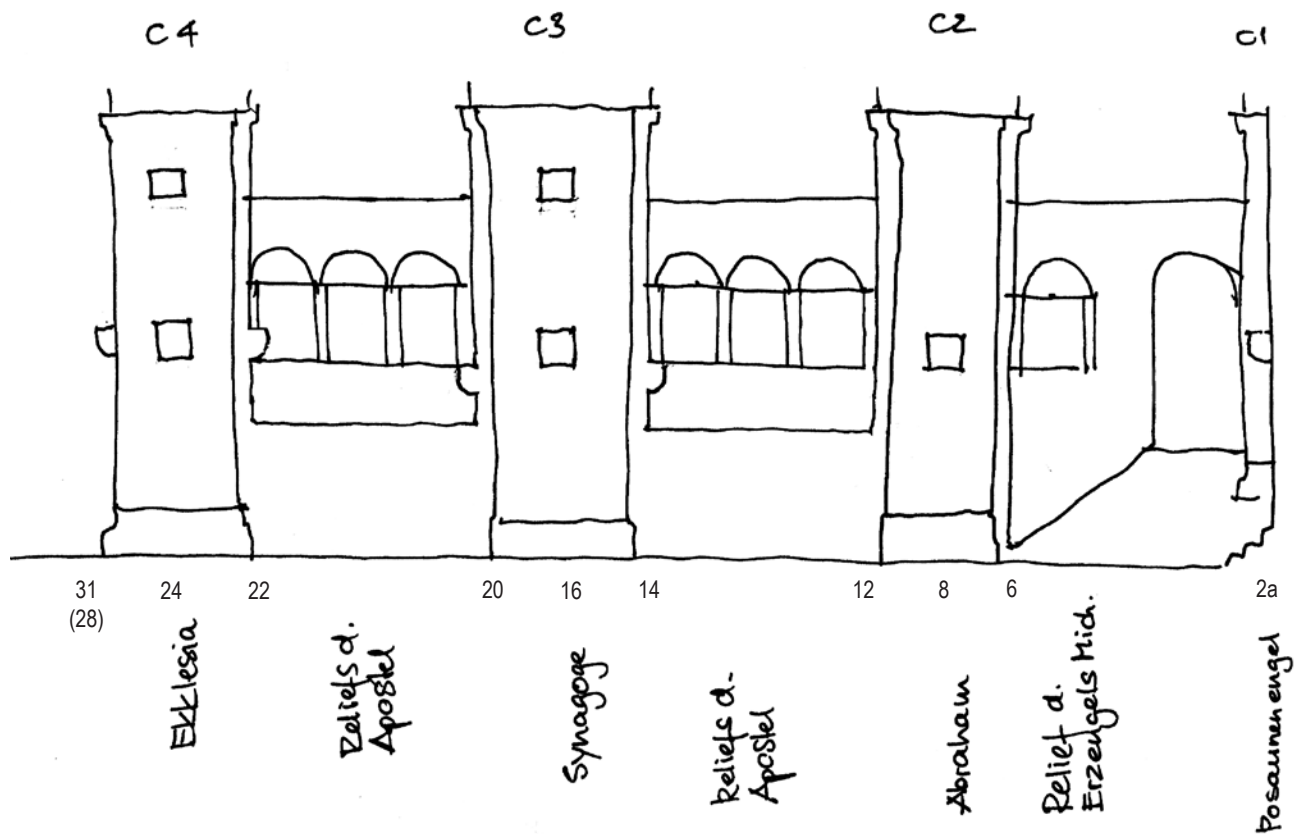 C4
C3
C2
C1
31
(28)
24
22
20
16
14
12
8
6
2a
Ekklesia
Reliefs d.
Apostel
Synagoge
Reliefs d.
Apostel
Abraham
Relief d.
Erzengels Mich.
Posaunenengel